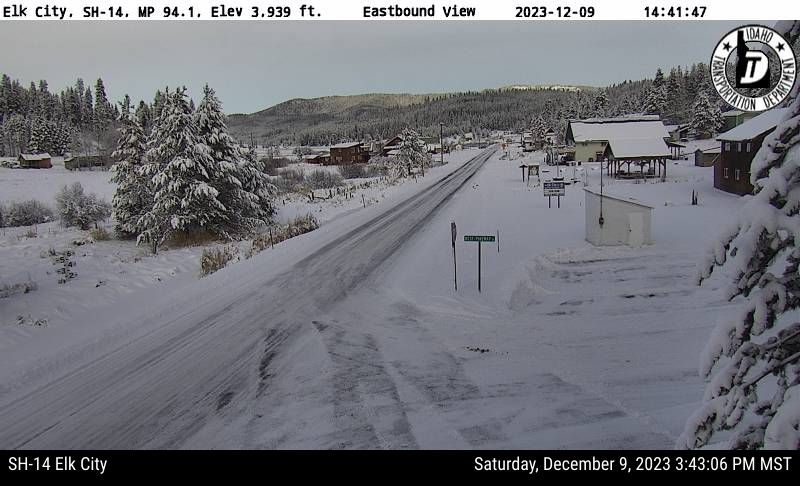 Elk City, SH-14, MP 94.1, Elev 3,939 ft. Eastbound View 2023-12-09 14:41:47
IDAHO
TRANSPORTATION DEPARTMENT
SH-14 Elk City Saturday, December 9, 2023 3:43:06 PM MST